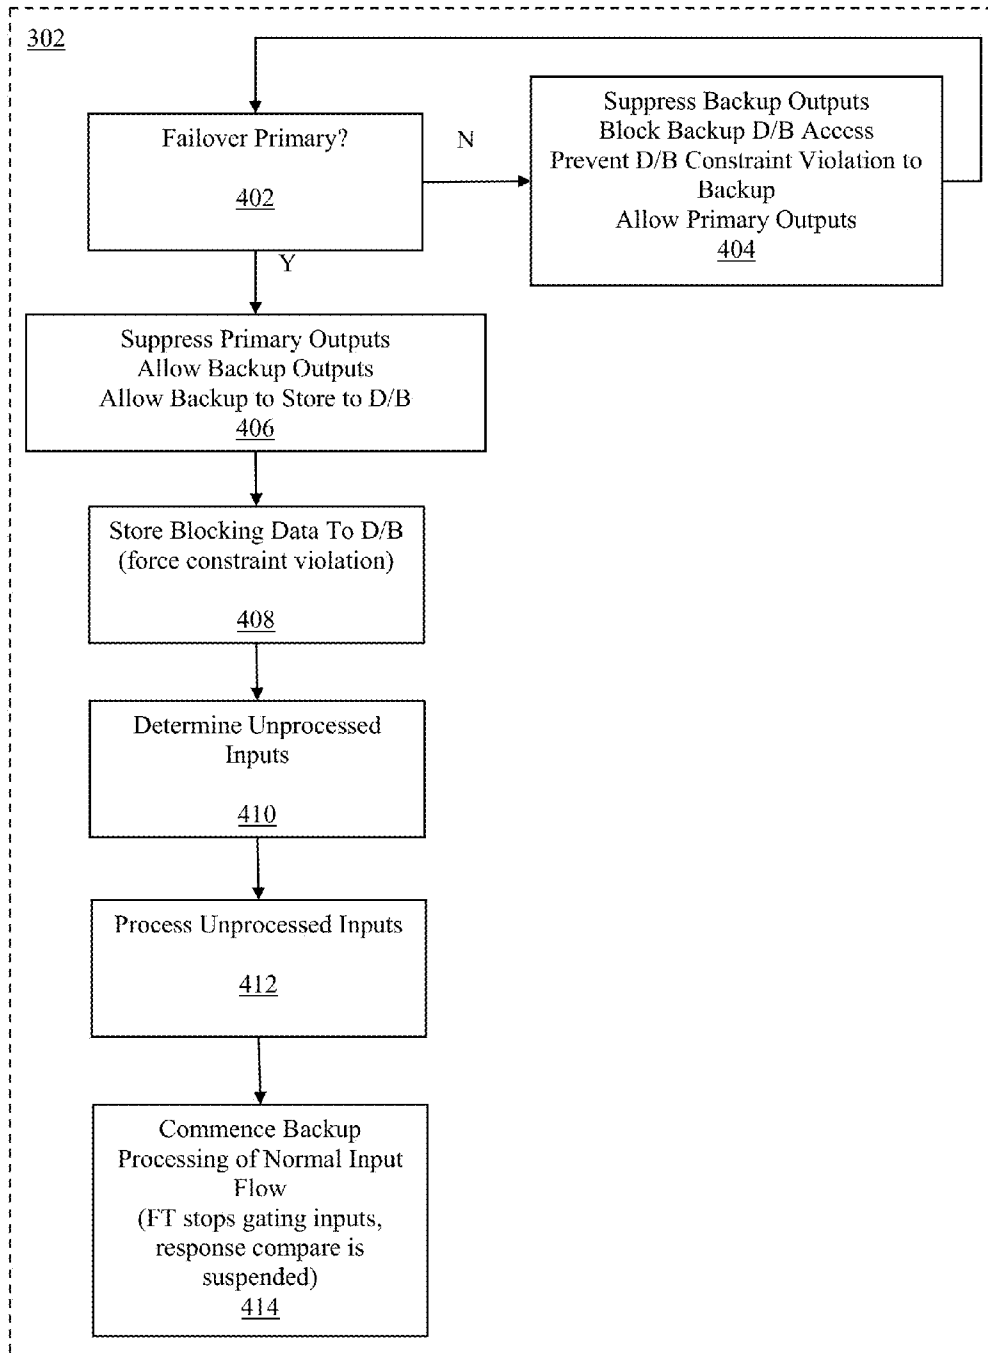 302
Failover Primary?
402
N
Y
Suppress Backup Outputs
Block Backup D/B Access
Prevent D/B Constraint Violation to
Backup
Allow Primary Outputs
404
Suppress Primary Outputs
Allow Backup Outputs
Allow Backup to Store to D/B
406
Store Blocking Data To D/B
(force constraint violation)
408
Determine Unprocessed
Inputs
410
Process Unprocessed Inputs
412
Commence Backup
Processing of Normal Input
Flow
(FT stops gating inputs,
response compare is
suspended)
414